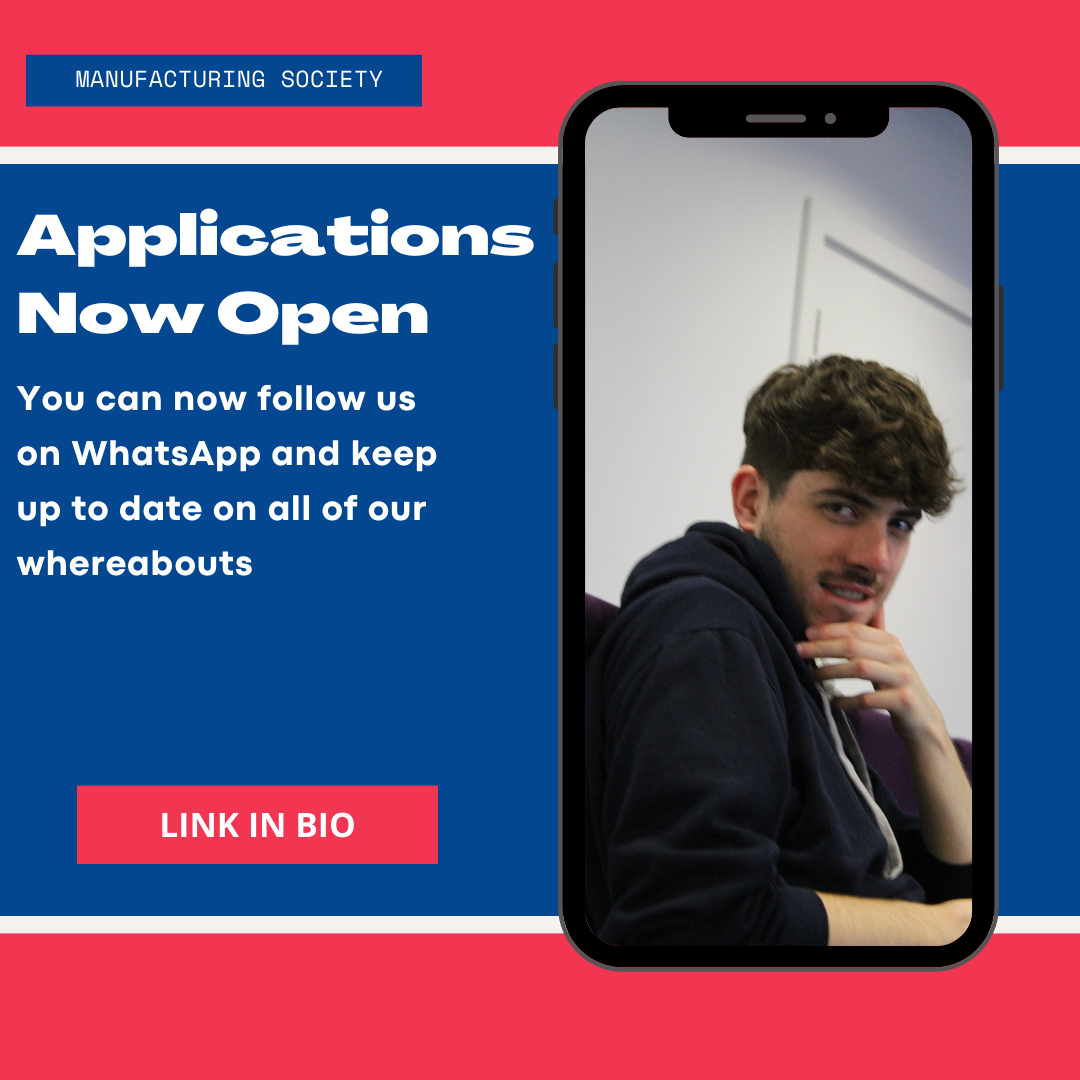 MANUFACTURING SOCIETY
Applications
Now Open
You can now follow us
on WhatsApp and keep
up to date on all of our
whereabouts
LINK IN BIO